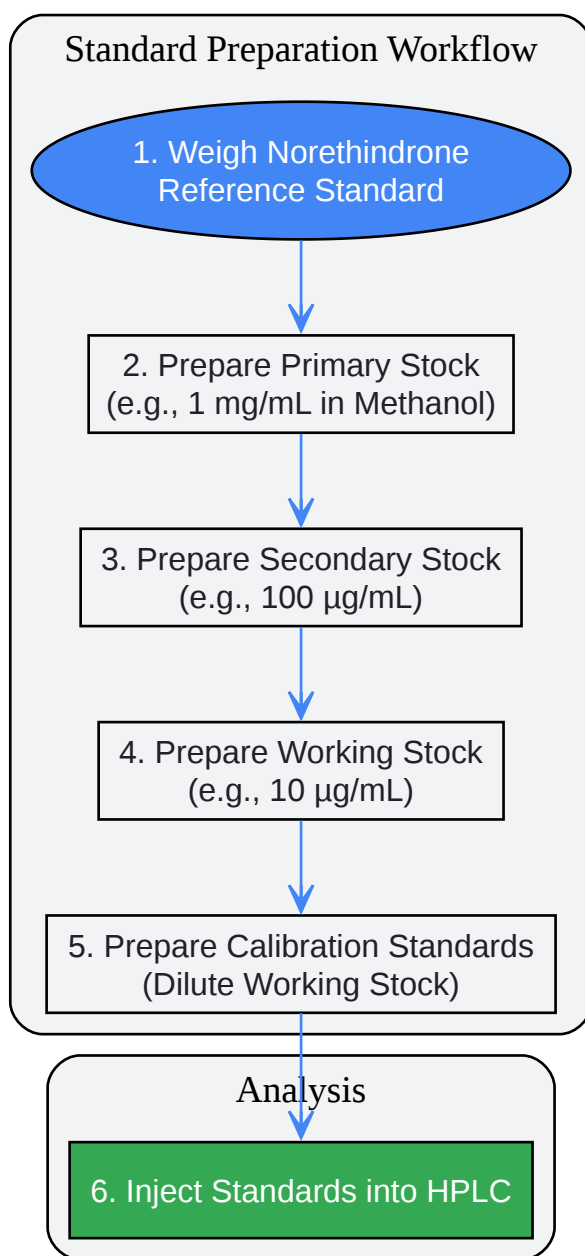 Standard Preparation Workflow
1. Weigh Norethindrone
Reference Standard
2. Prepare Primary Stock
(e.g., 1 mg/mL in Methanol)
3. Prepare Secondary Stock
(e.g., 100 µg/mL)
4. Prepare Working Stock
(e.g., 10 µg/mL)
5. Prepare Calibration Standards
(Dilute Working Stock)
Analysis
6. Inject Standards into HPLC